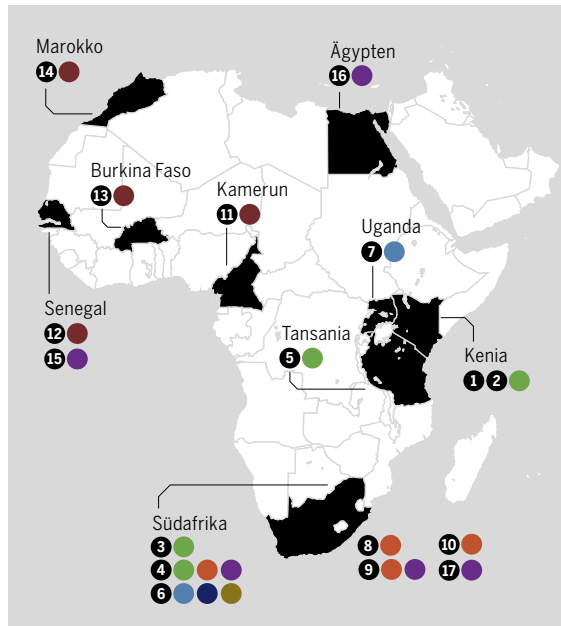 Marokko
14
Ägypten
16
Burkina Faso
13
Kamerun
11
Uganda
7
Senegal
12
15
Tansania
5
Kenia
1 2
Südafrika
3
4
6
8
9
10
17